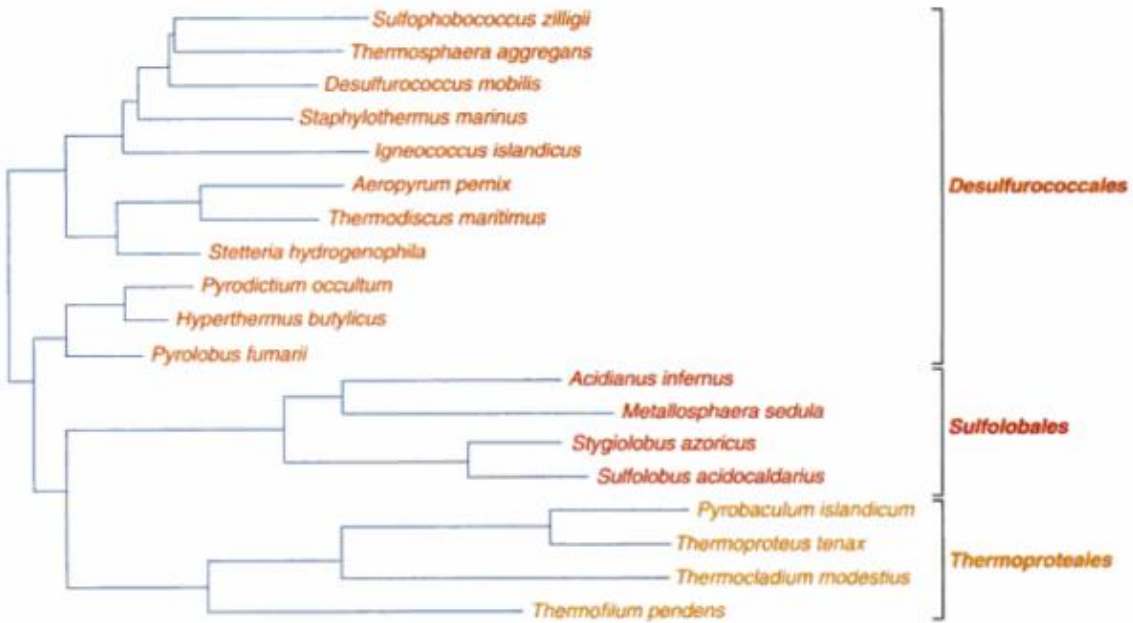 Sulfophobococcus zilligii
Thermosphaera aggregans
Desulfurococcus mobilis
Staphylothermus marinus
Igneococcus islandicus
Aeropyrum pernix
Thermodiscus maritimus
Stetteria hydrogenophila
Pyrodictium occultum
Hyperthermus butylicus
Pyrolobus fumarii
Desulfurococcales
Acidianus infernus
Metallosphaera sedula
Stygiolobus azoricus
Sulfolobus acidocaldarius
Sulfolobales
Pyrobaculum islandicum
Thermoproteus tenax
Thermocladium modestius
Thermofilum pendens
Thermoproteales